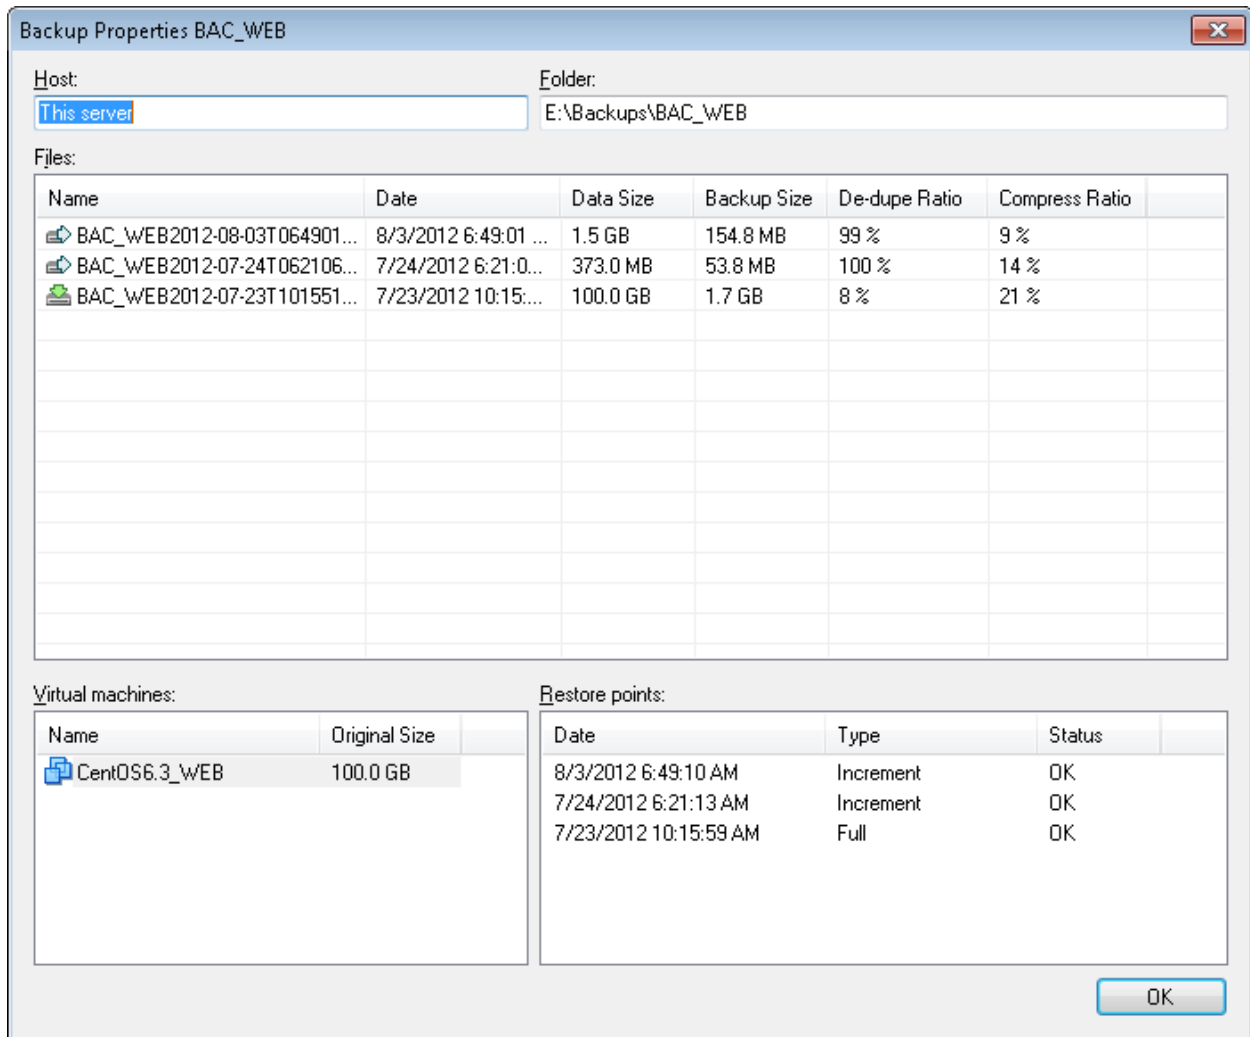 Backup Properties BAC_WEB
Host: Folder:
This server E:\Backups\BAC_WEB
Files:
Name Date Data Size Backup Size De-dupe Ratio Compress Ratio
BAC_WEB2012-08-03T064901... 8/3/2012 6:49:01 ... 1.5 GB 154.8 MB 99 % 9 %
BAC_WEB2012-07-24T062106... 7/24/2012 6:21:0... 373.0 MB 53.8 MB 100 % 14 %
BAC_WEB2012-07-23T101551... 7/23/2012 10:15:... 100.0 GB 1.7 GB 8 % 21 %
Virtual machines: Restore points:
Name Original Size Date Type Status
CentOS6.3_WEB 100.0 GB 8/3/2012 6:49:10 AM Increment OK
7/24/2012 6:21:13 AM Increment OK
7/23/2012 10:15:59 AM Full OK
OK